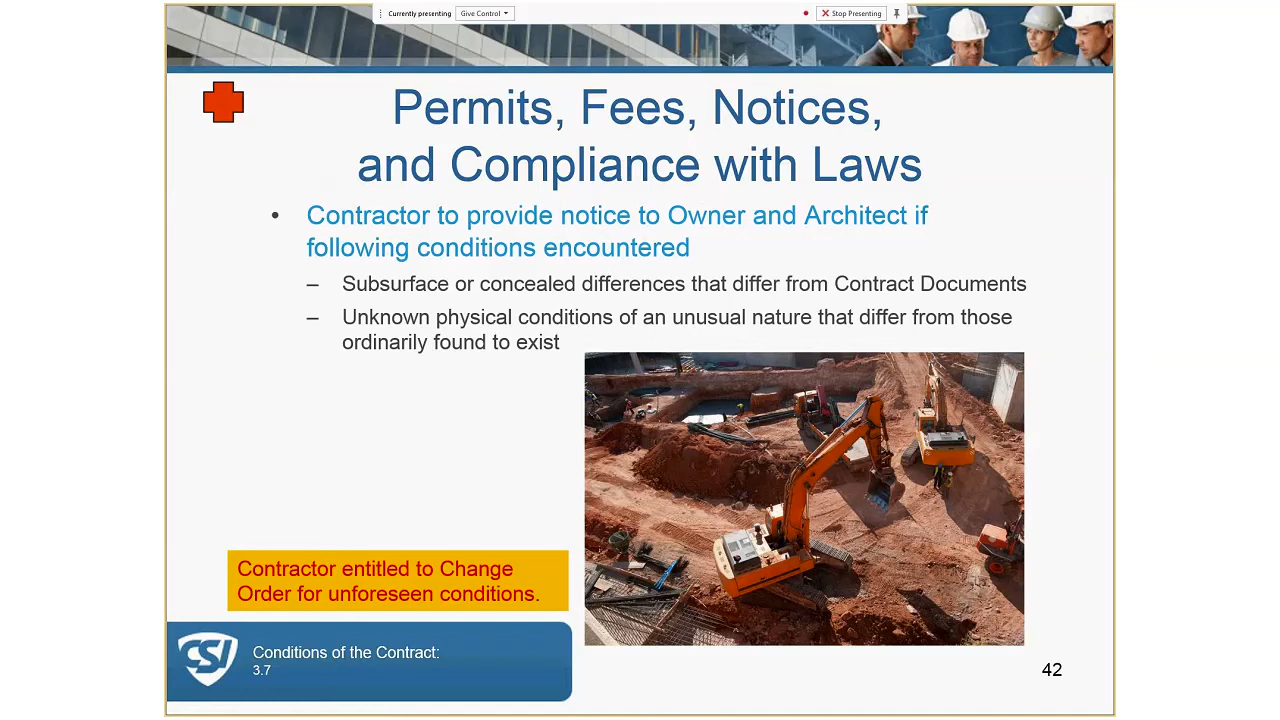 Currently presenting Give Control Stop Presenting
Permits, Fees, Notices,
and Compliance with Laws
• Contractor to provide notice to Owner and Architect if
following conditions encountered
– Subsurface or concealed differences that differ from Contract Documents
– Unknown physical conditions of an unusual nature that differ from those
ordinarily found to exist
Contractor entitled to Change
Order for unforeseen conditions.
CSI
Conditions of the Contract:
3.7
42